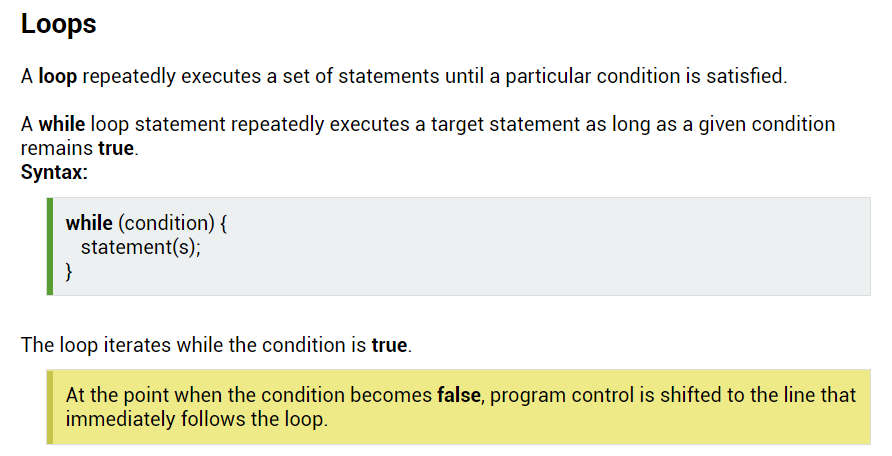 Loops
A loop repeatedly executes a set of statements until a particular condition is satisfied.
A while loop statement repeatedly executes a target statement as long as a given condition
remains true.
Syntax:
while (condition) {
statement(s);
}
The loop iterates while the condition is true.
At the point when the condition becomes false, program control is shifted to the line that
immediately follows the loop.